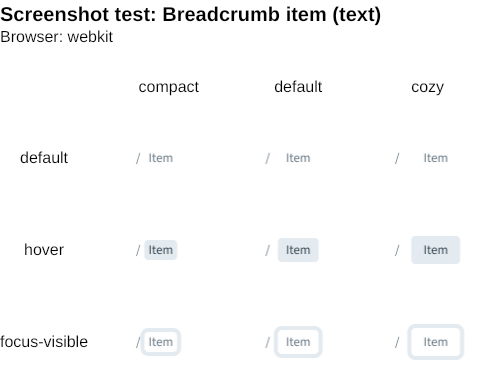 Screenshot test: Breadcrumb item (text)
Browser: webkit
compact default cozy
default / Item / Item / Item
hover / Item / Item / Item
focus-visible / Item / Item / Item